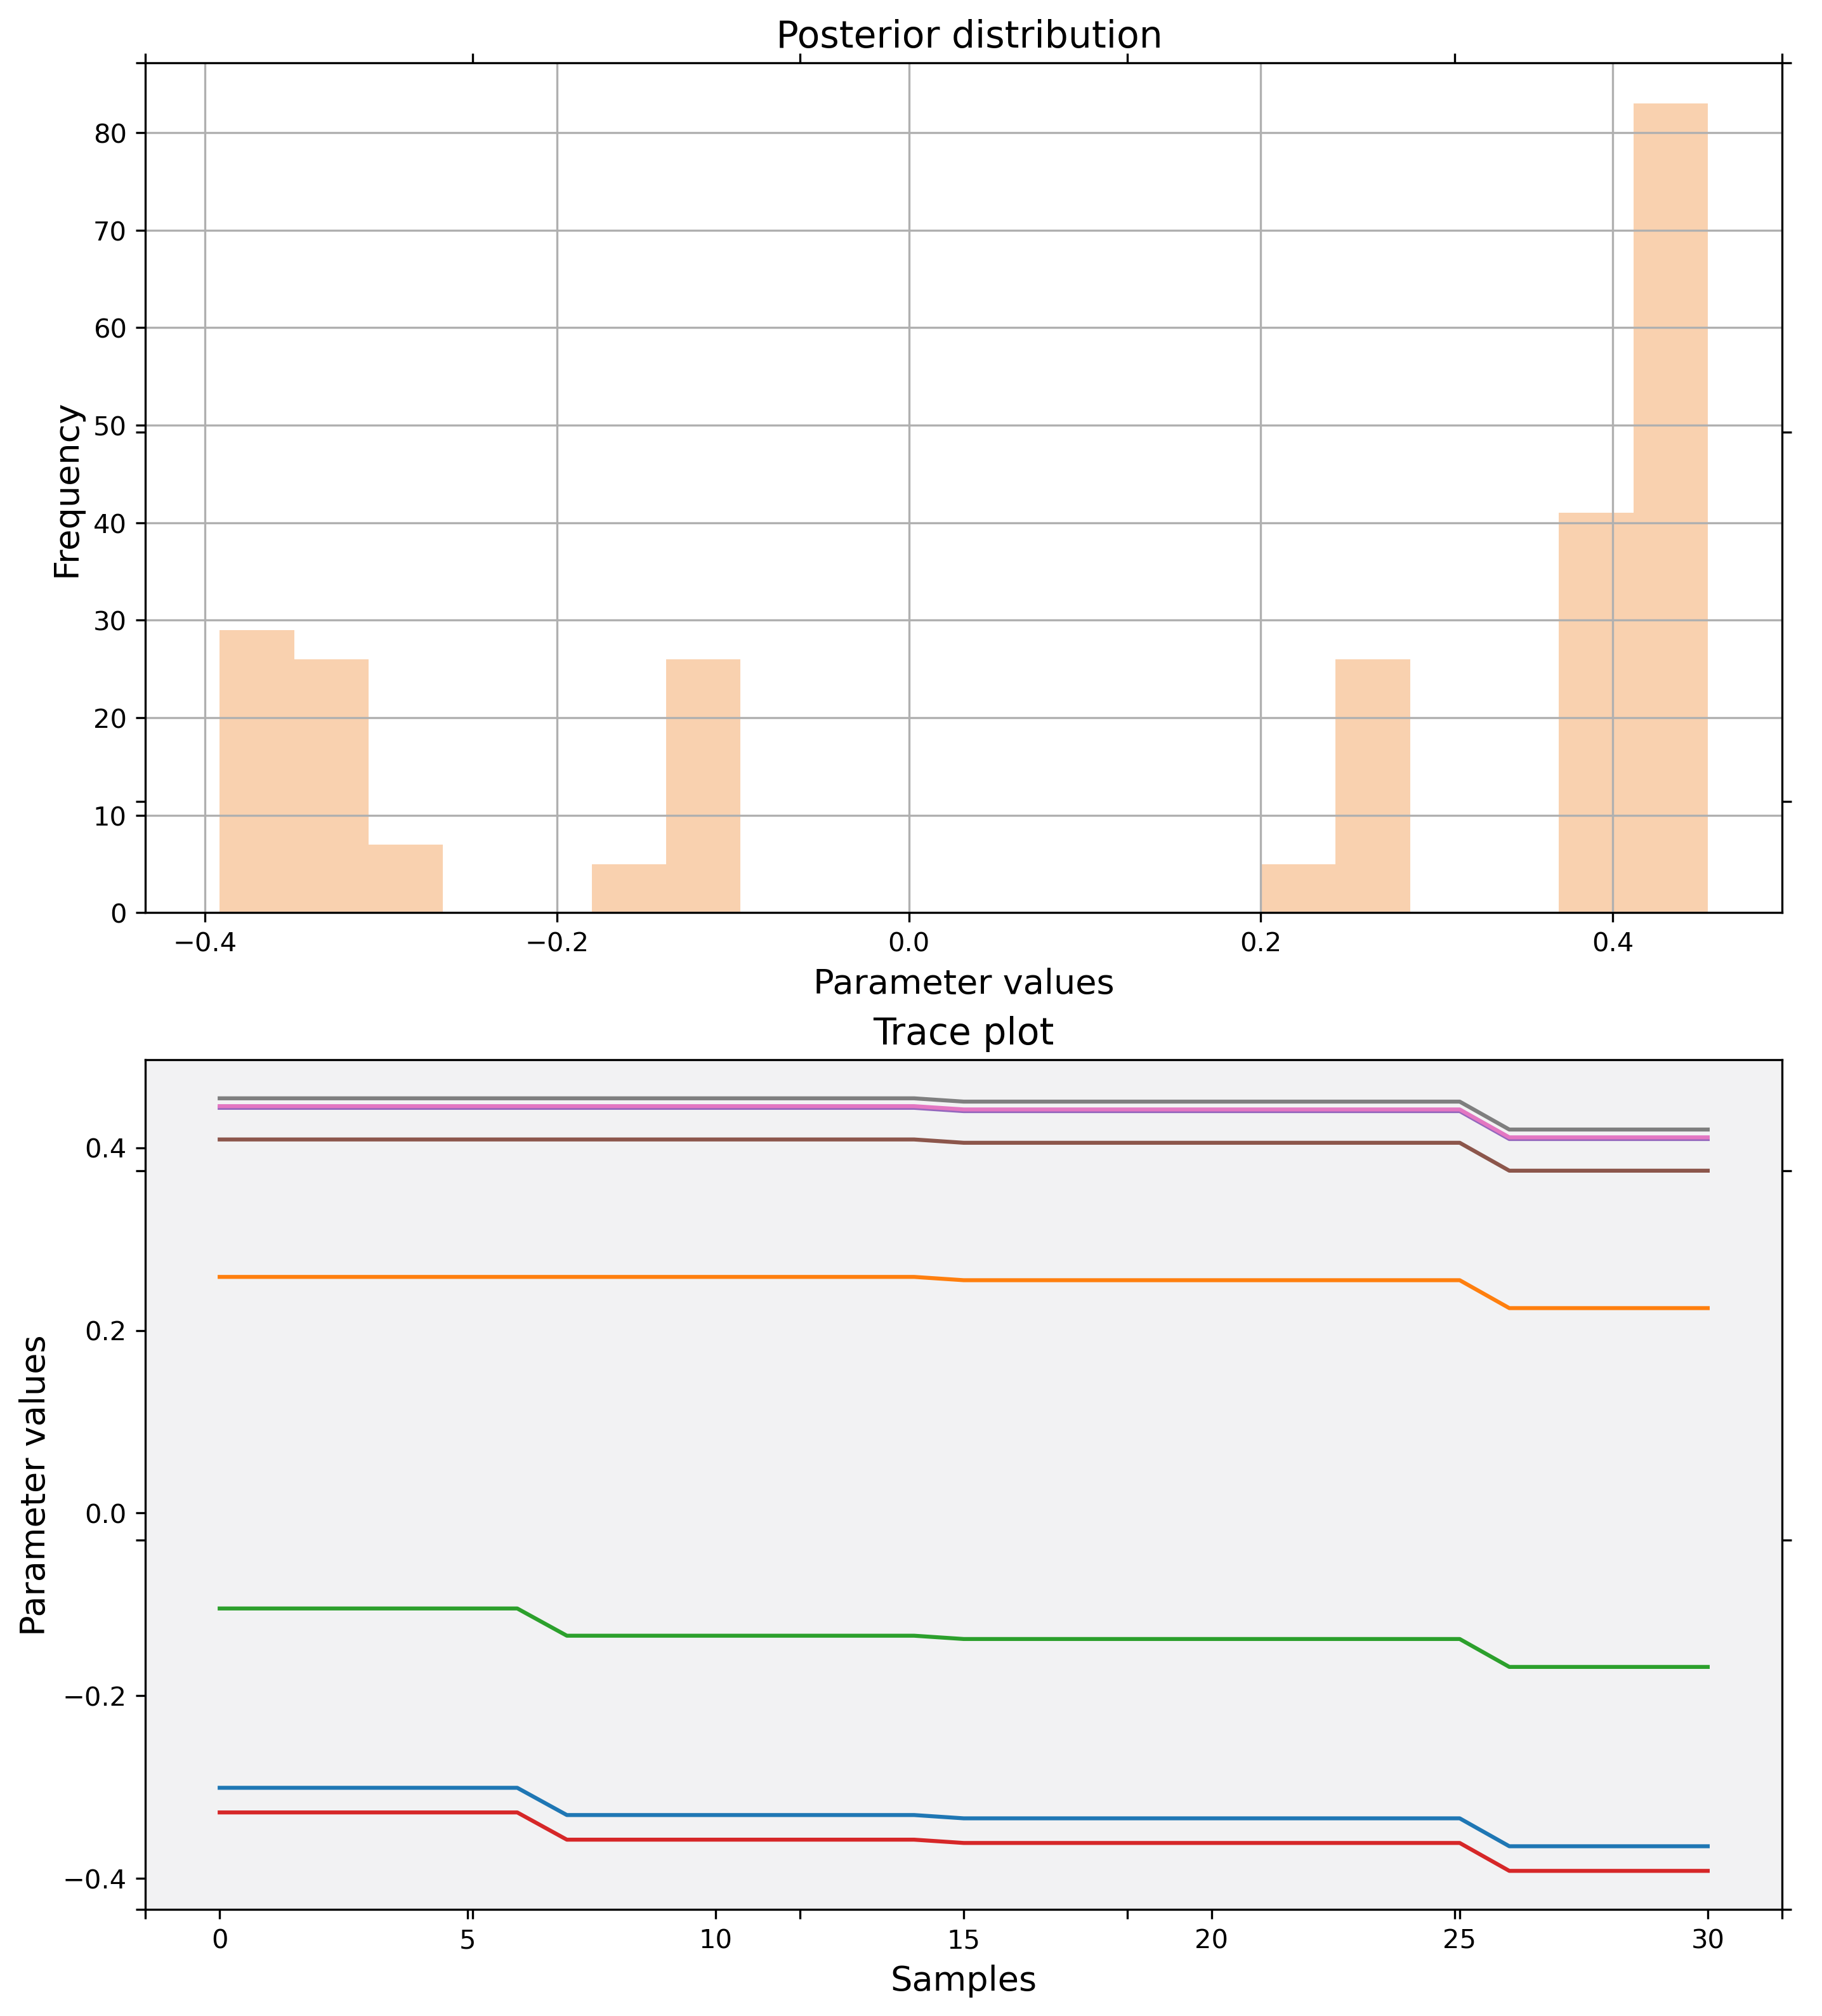 Posterior distribution
80
70
60
50
40
30
20
10
0
Frequency
−0.4 −0.2 0.0 0.2 0.4
Parameter values
Trace plot
0.4
0.2
0.0
−0.2
−0.4
Parameter values
0 5 10 15 20 25 30
Samples